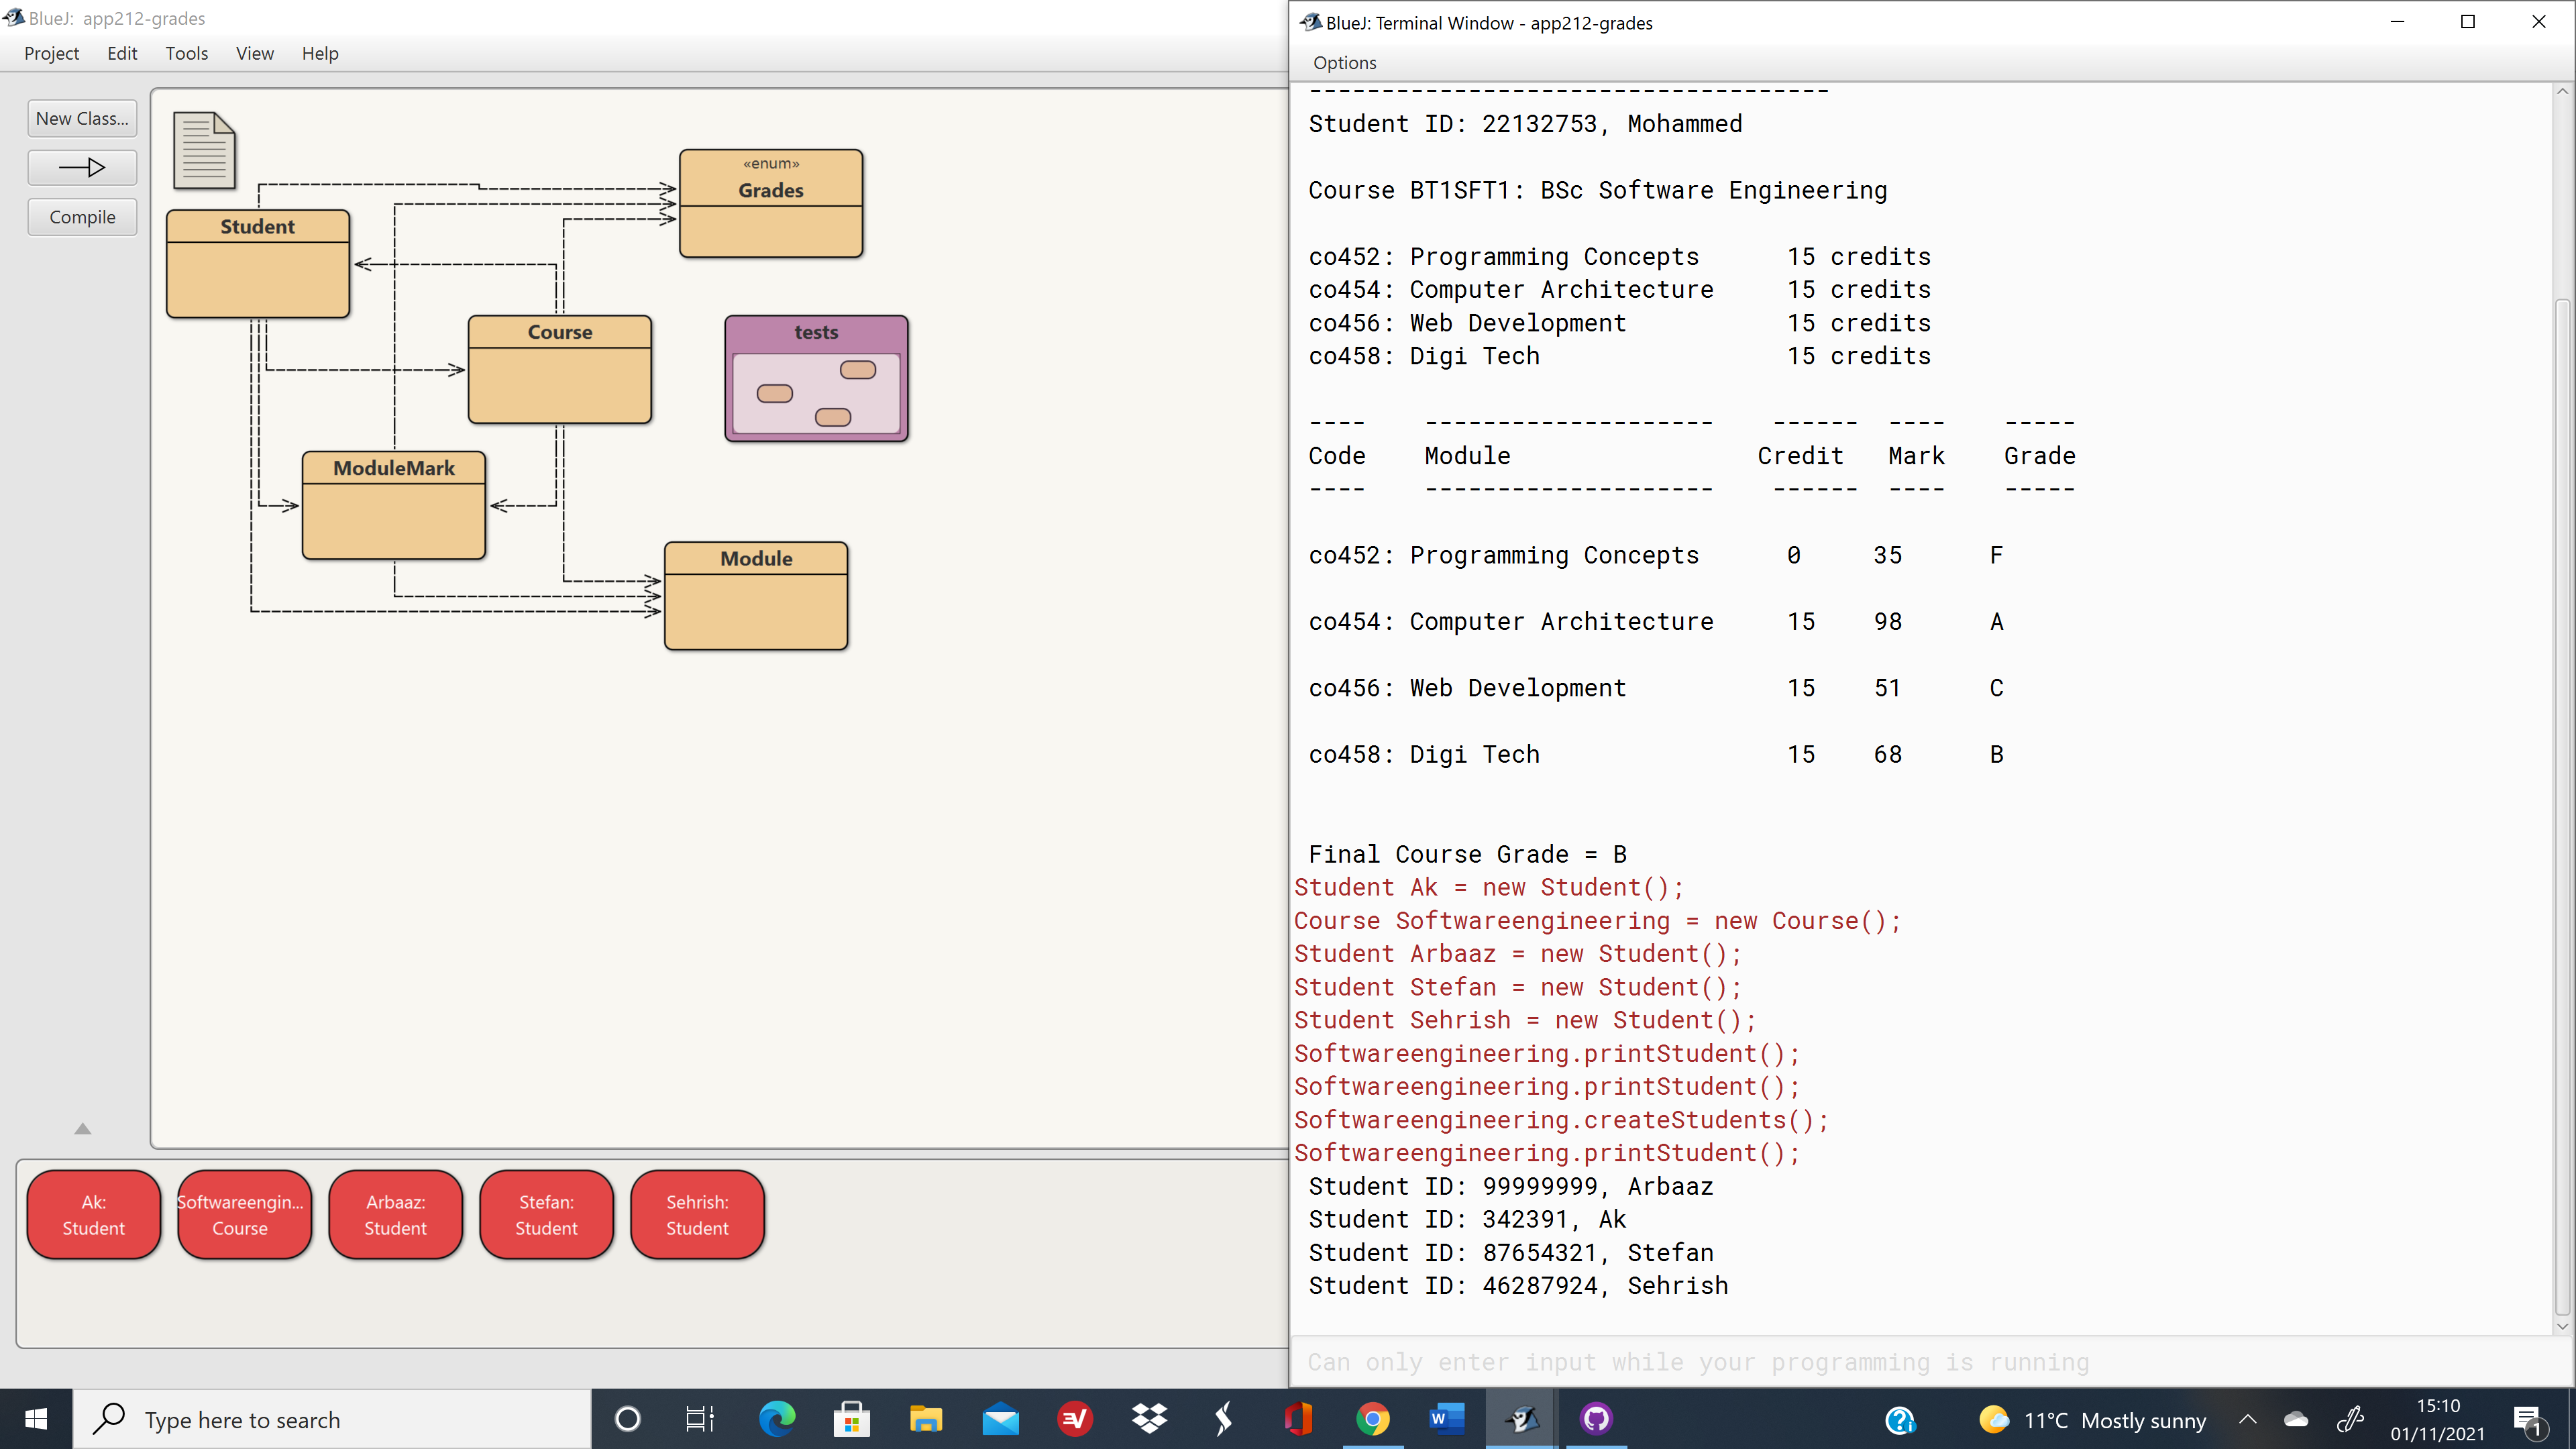 BlueJ: app212-grades
Project Edit Tools View Help
New Class...
Compile
«enum»
Grades
Student
Course
tests
ModuleMark
Module
Ak:
Student
Softwareengin...
Course
Arbaaz:
Student
Stefan:
Student
Sehrish:
Student
BlueJ: Terminal Window - app212-grades
Options
------------------------------------
Student ID: 22132753, Mohammed
Course BT1SFT1: BSc Software Engineering
co452: Programming Concepts 15 credits
co454: Computer Architecture 15 credits
co456: Web Development 15 credits
co458: Digi Tech 15 credits
---- -------------------- ------ ---- -----
Code Module Credit Mark Grade
---- -------------------- ------ ---- -----
co452: Programming Concepts 0 35 F
co454: Computer Architecture 15 98 A
co456: Web Development 15 51 C
co458: Digi Tech 15 68 B
Final Course Grade = B
Student Ak = new Student();
Course Softwareengineering = new Course();
Student Arbaaz = new Student();
Student Stefan = new Student();
Student Sehrish = new Student();
Softwareengineering.printStudent();
Softwareengineering.printStudent();
Softwareengineering.createStudents();
Softwareengineering.printStudent();
Student ID: 99999999, Arbaaz
Student ID: 342391, Ak
Student ID: 87654321, Stefan
Student ID: 46287924, Sehrish
Can only enter input while your programming is running
Type here to search
11°C Mostly sunny
15:10
01/11/2021
1